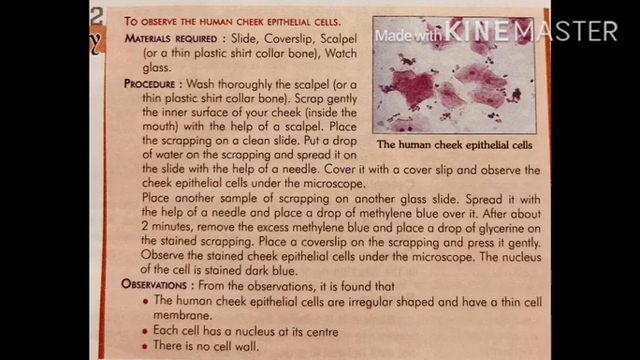 2
y
TO OBSERVE THE HUMAN CHEEK EPITHELIAL CELLS.
MATERIALS REQUIRED : Slide, Coverslip, Scalpel
(or a thin plastic shirt collar bone), Watch
glass.
PROCEDURE : Wash thoroughly the scalpel (or a
thin plastic shirt collar bone). Scrap gently
the inner surface of your cheek (inside the
mouth) with the help of a scalpel. Place
the scrapping on a clean slide. Put a drop
of water on the scrapping and spread it on
the slide with the help of a needle. Cover it with a cover slip and observe the
cheek epithelial cells under the microscope.
Made with KINEMASTER
The human cheek epithelial cells
Place another sample of scrapping on another glass slide. Spread it with
the help of a needle and place a drop of methylene blue over it. After about
2 minutes, remove the excess methylene blue and place a drop of glycerine on
the stained scrapping. Place a coverslip on the scrapping and press it gently.
Observe the stained cheek epithelial cells under the microscope. The nucleus
of the cell is stained dark blue.
OBSERVATIONS : From the observations, it is found that
• The human cheek epithelial cells are irregular shaped and have a thin cell
membrane.
• Each cell has a nucleus at its centre
• There is no cell wall.